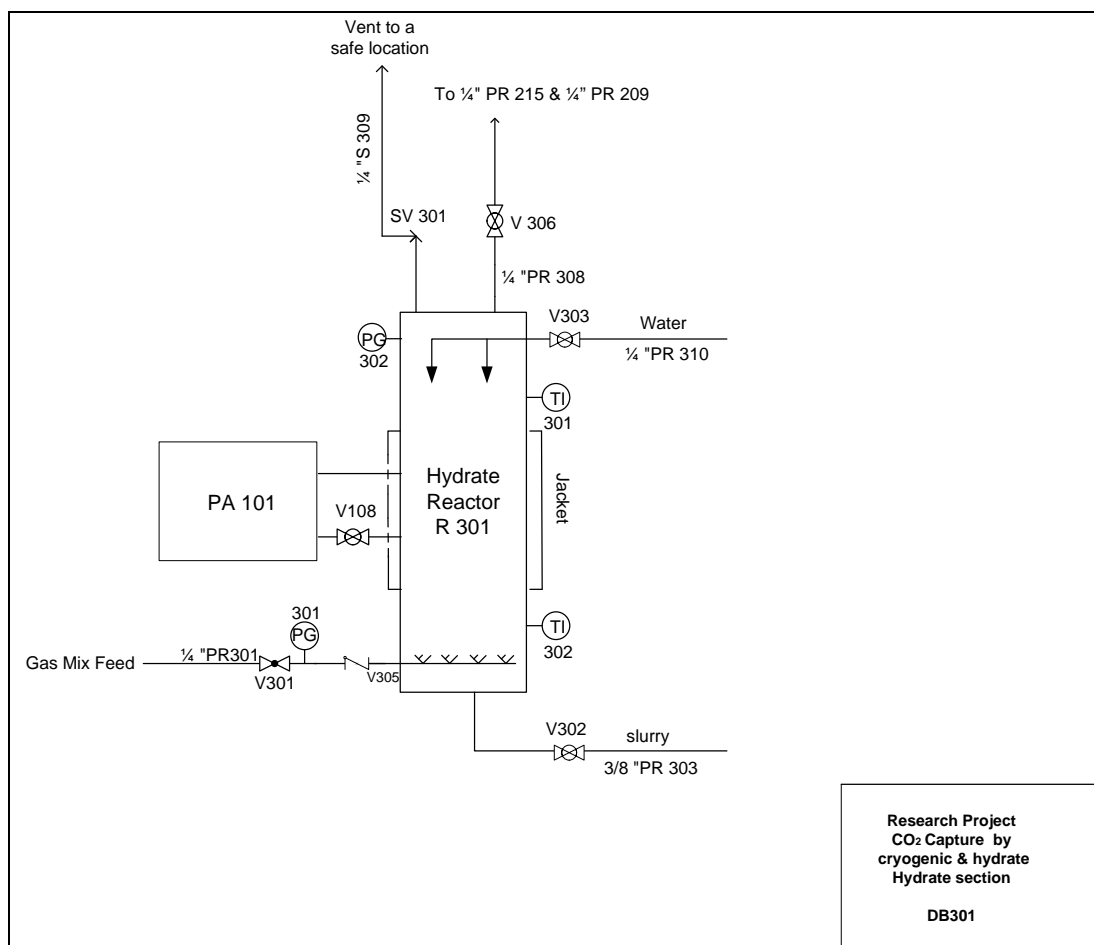 Vent to a
safe location
To ¼" PR 215 & ¼” PR 209
¼ "S 309
SV 301
V 306
¼ "PR 308
V303
Water
¼ "PR 310
PG
302
TI
301
Hydrate
Reactor
R 301
Jacket
PA 101
V108
301
PG
TI
302
Gas Mix Feed
¼ "PR301
V301
V305
V302
slurry
3/8 "PR 303
Research Project
CO₂ Capture by
cryogenic & hydrate
Hydrate section
DB301